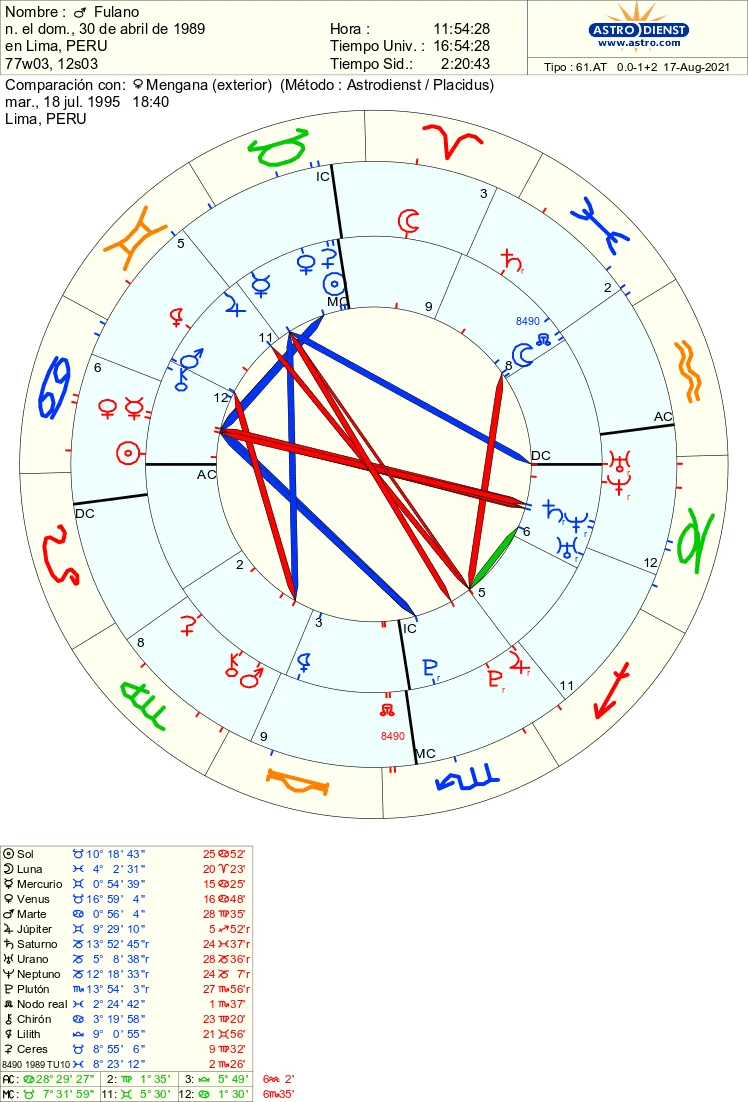 Nombre : ♂ Fulano
n. el dom., 30 de abril de 1989
en Lima, PERU
77w03, 12s03
Hora : 11:54:28
Tiempo Univ. : 16:54:28
Tiempo Sid.: 2:20:43
ASTRO DIENST
www.astro.com
Tipo : 61.AT 0.0-1+2 17-Aug-2021
Comparación con: ♀ Mengana (exterior) (Método : Astrodienst / Placidus)
mar., 18 jul. 1995 18:40
Lima, PERU
IC
3
5
2
MC
9
8490
11
8
6
12
AC
DC
AC
DC
6
2
12
3
5
IC
8
11
9
8490
MC
☉ Sol ♉ 10° 18' 43" 25 ♋ 52'
☽ Luna ♓ 4° 2' 31" 20 ♈ 23'
☿ Mercurio ♊ 0° 54' 39" 15 ♋ 25'
♀ Venus ♉ 16° 59' 4" 16 ♋ 48'
♂ Marte ♋ 0° 56' 4" 28 ♍ 35'
♃ Júpiter ♊ 9° 29' 10" 5 ♐ 52'r
♄ Saturno ♑ 13° 52' 45"r 24 ♓ 37'r
♅ Urano ♑ 5° 8' 38"r 28 ♑ 36'r
♆ Neptuno ♑ 12° 18' 33"r 24 ♑ 7'r
♇ Plutón ♏ 13° 54' 3"r 27 ♏ 56'r
☊ Nodo real ♓ 2° 24' 42" 1 ♏ 37'
⚷ Chirón ♋ 3° 19' 58" 23 ♍ 20'
⚸ Lilith ♎ 9° 0' 55" 21 ♊ 56'
⚳ Ceres ♉ 8° 55' 6" 9 ♍ 32'
8490 1989 TU10 ♓ 8° 23' 12" 2 ♏ 26'
AC: ♋ 28° 29' 27" 2: ♍ 1° 35' 3: ♎ 5° 49' 6 ♒ 2'
MC: ♉ 7° 31' 59" 11: ♊ 5° 30' 12: ♋ 1° 30' 6 ♏ 35'